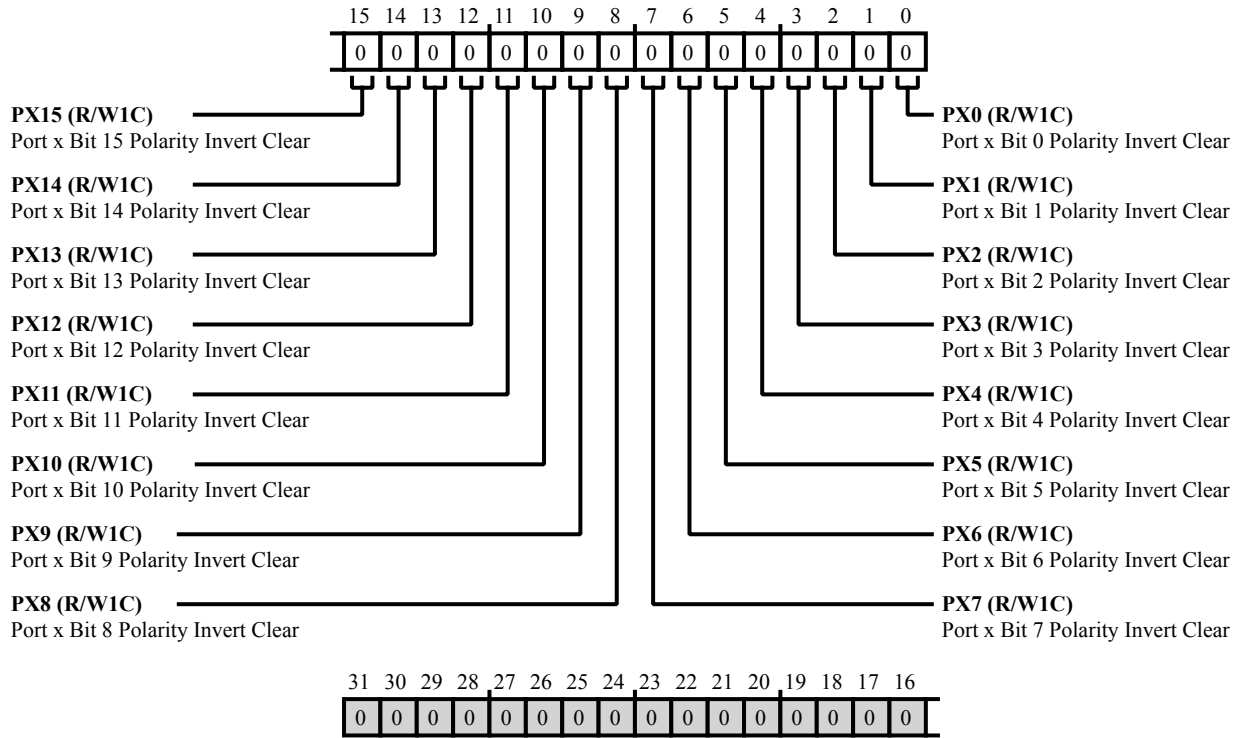 15 14 13 12 11 10 9 8 7 6 5 4 3 2 1 0
0 0 0 0 0 0 0 0 0 0 0 0 0 0 0 0
PX15 (R/W1C)
Port x Bit 15 Polarity Invert Clear
PX14 (R/W1C)
Port x Bit 14 Polarity Invert Clear
PX13 (R/W1C)
Port x Bit 13 Polarity Invert Clear
PX12 (R/W1C)
Port x Bit 12 Polarity Invert Clear
PX11 (R/W1C)
Port x Bit 11 Polarity Invert Clear
PX10 (R/W1C)
Port x Bit 10 Polarity Invert Clear
PX9 (R/W1C)
Port x Bit 9 Polarity Invert Clear
PX8 (R/W1C)
Port x Bit 8 Polarity Invert Clear
PX0 (R/W1C)
Port x Bit 0 Polarity Invert Clear
PX1 (R/W1C)
Port x Bit 1 Polarity Invert Clear
PX2 (R/W1C)
Port x Bit 2 Polarity Invert Clear
PX3 (R/W1C)
Port x Bit 3 Polarity Invert Clear
PX4 (R/W1C)
Port x Bit 4 Polarity Invert Clear
PX5 (R/W1C)
Port x Bit 5 Polarity Invert Clear
PX6 (R/W1C)
Port x Bit 6 Polarity Invert Clear
PX7 (R/W1C)
Port x Bit 7 Polarity Invert Clear
31 30 29 28 27 26 25 24 23 22 21 20 19 18 17 16
0 0 0 0 0 0 0 0 0 0 0 0 0 0 0 0